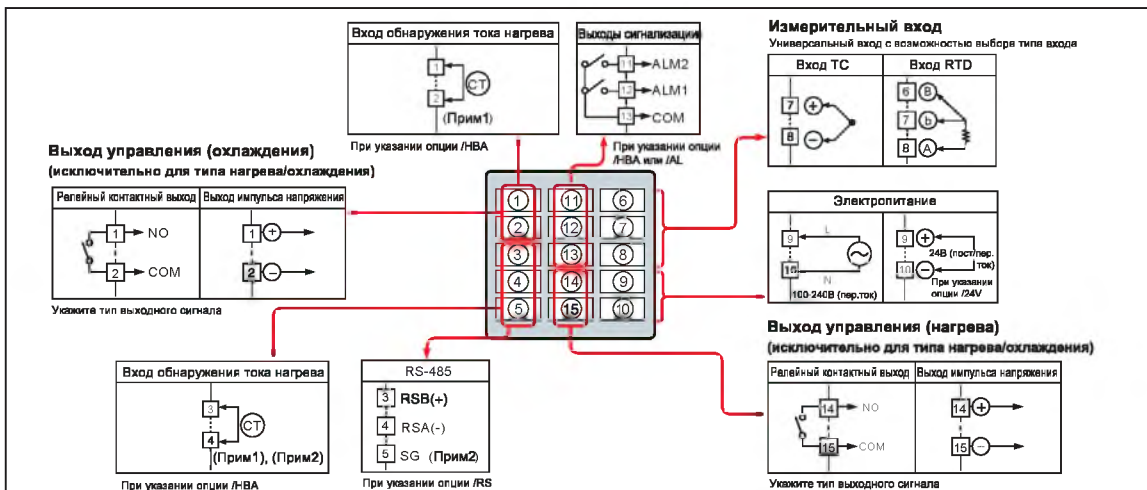 Вход обнаружения тока нагрева
1
2
CT
(Прим1)
При указании опции /HBA
Выходы сигнализации
11 ALM2
12 ALM1
13 COM
При указании опции
/HBA или /AL
Измерительный вход
Универсальный вход с возможностью выбора типа входа
Вход TC
Вход RTD
7 +
8 −
6 B
7 b
8 A
Выход управления (охлаждения)
(исключительно для типа нагрева/охлаждения)
Релейный контактный выход
Выход импульса напряжения
1 NO
2 COM
1 +
2 −
Укажите тип выходного сигнала
1 11 6
2 12 7
3 13 8
4 14 9
5 15 10
Электропитание
9 L
10 N
100-240В (пер.ток)
9 +
10 −
24В (пост/пер.
ток)
При указании
опции /24V
Выход управления (нагрева)
(исключительно для типа нагрева/охлаждения)
Релейный контактный выход
Выход импульса напряжения
14 NO
15 COM
14 +
15 −
Укажите тип выходного сигнала
Вход обнаружения тока нагрева
3
4
CT
(Прим1), (Прим2)
При указании опции /HBA
RS-485
3 RSB(+)
4 RSA(-)
5 SG (Прим2)
При указании опции /RS